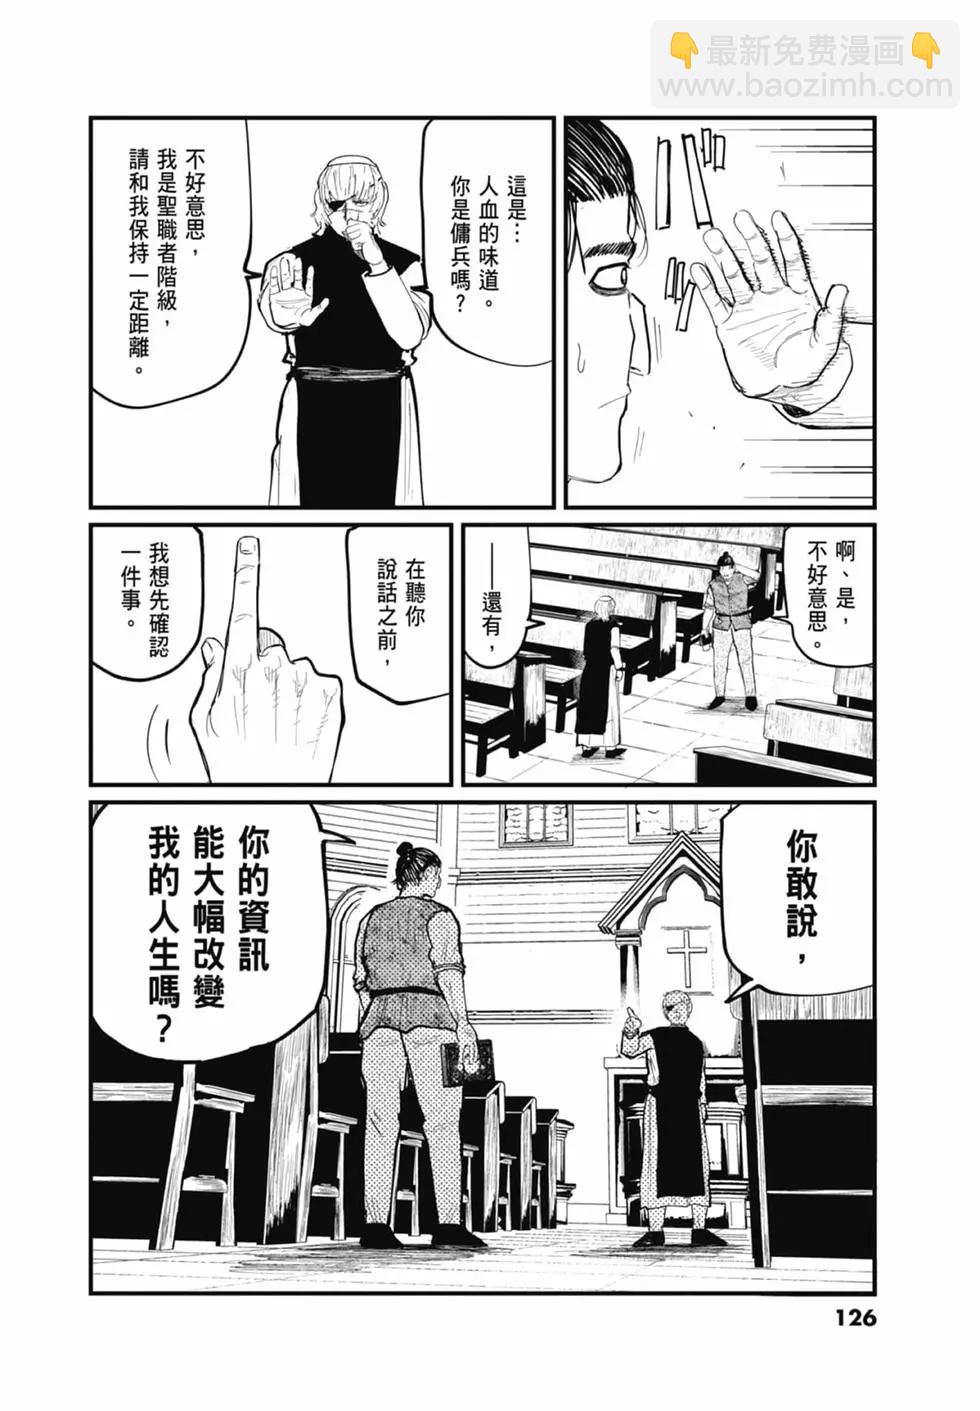 👇最新免费漫画👇
www.baozimh.com
這是…
人血的味道。
你是傭兵嗎？
不好意思，
我是聖職者階級，
請和我保持一定距離。
啊、是，
不好意思。
——還有，
在聽你
說話之前，
我想先確認
一件事。
你敢說，
你的資訊
能大幅改變
我的人生嗎？
126